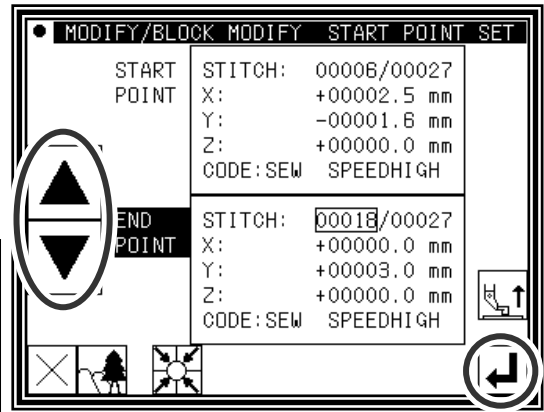 MODIFY/BLOCK MODIFY START POINT SET
START POINT
STITCH: 00006/00027
X: +00002.5 mm
Y: -00001.6 mm
Z: +00000.0 mm
CODE:SEW SPEEDHIGH
END POINT
STITCH: 00018/00027
X: +00000.0 mm
Y: +00003.0 mm
Z: +00000.0 mm
CODE:SEW SPEEDHIGH